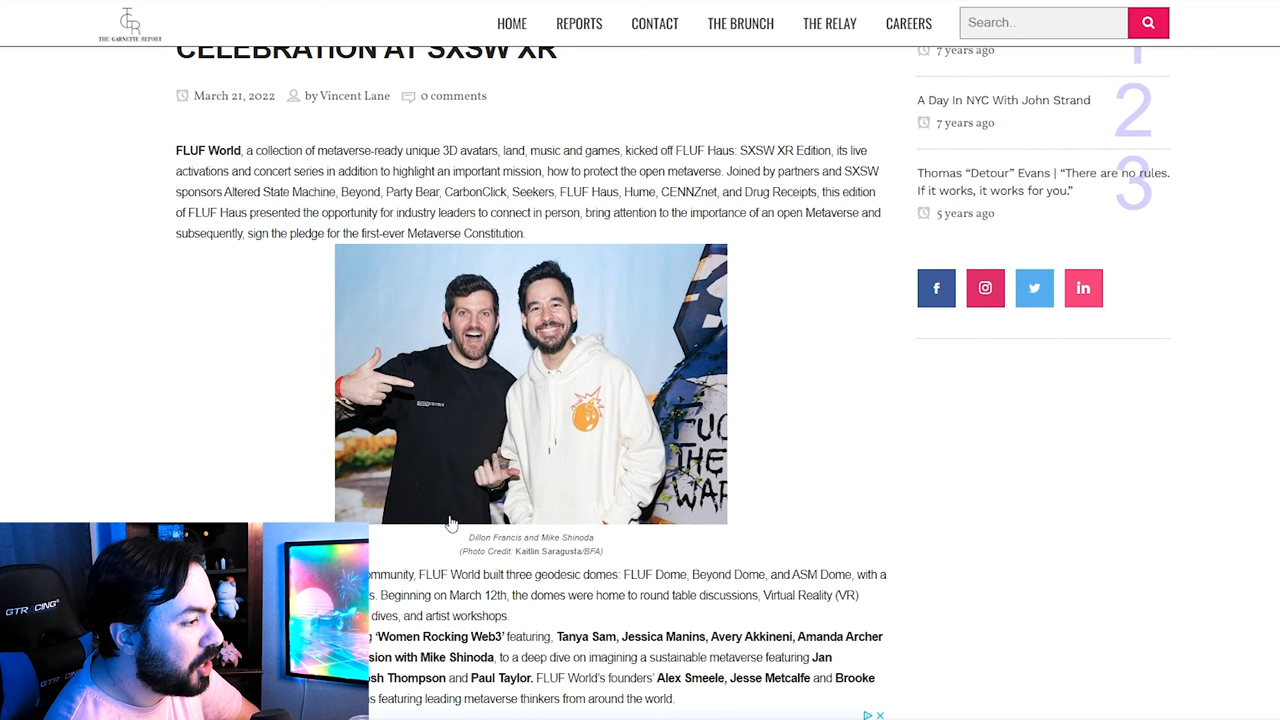 THE GARNETTE REPORT
HOME
REPORTS
CONTACT
THE BRUNCH
THE RELAY
CAREERS
Search..
CELEBRATION AT SXSW XR
March 21, 2022
by Vincent Lane
0 comments
FLUF World, a collection of metaverse-ready unique 3D avatars, land, music and games, kicked off FLUF Haus: SXSW XR Edition, its live
activations and concert series in addition to highlight an important mission, how to protect the open metaverse. Joined by partners and SXSW
sponsors Altered State Machine, Beyond, Party Bear, CarbonClick, Seekers, FLUF Haus, Hume, CENNZnet, and Drug Receipts, this edition
of FLUF Haus presented the opportunity for industry leaders to connect in person, bring attention to the importance of an open Metaverse and
subsequently, sign the pledge for the first-ever Metaverse Constitution.
FUC
THE
WAR
Dillon Francis and Mike Shinoda
(Photo Credit: Kaitlin Saragusta/BFA)
ommunity, FLUF World built three geodesic domes: FLUF Dome, Beyond Dome, and ASM Dome, with a
s. Beginning on March 12th, the domes were home to round table discussions, Virtual Reality (VR)
dives, and artist workshops.
g 'Women Rocking Web3' featuring, Tanya Sam, Jessica Manins, Avery Akkineni, Amanda Archer
sion with Mike Shinoda, to a deep dive on imagining a sustainable metaverse featuring Jan
osh Thompson and Paul Taylor. FLUF World's founders' Alex Smeele, Jesse Metcalfe and Brooke
s featuring leading metaverse thinkers from around the world.
7 years ago
1
A Day In NYC With John Strand
7 years ago
2
Thomas “Detour” Evans | “There are no rules.
If it works, it works for you.”
5 years ago
3
GTRACING